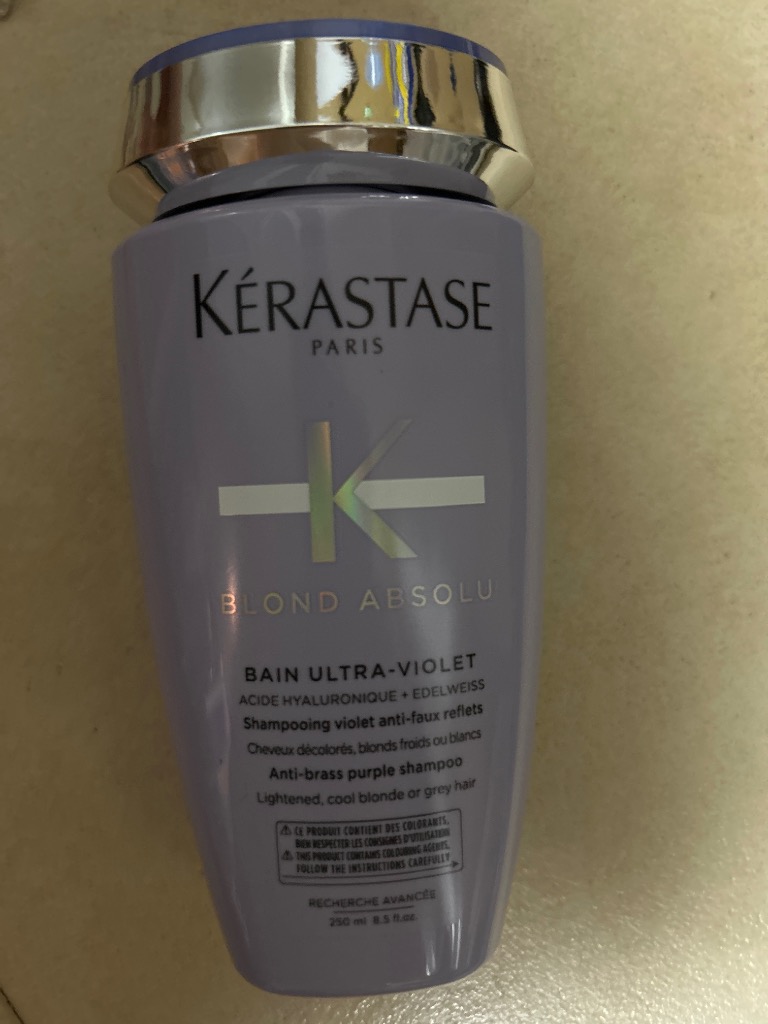 KÉRASTASE
PARIS
K
BLOND ABSOLU
BAIN ULTRA-VIOLET
ACIDE HYALURONIQUE + EDELWEISS
Shampooing violet anti-faux reflets
Cheveux décolorés, blonds froids ou blancs
Anti-brass purple shampoo
Lightened, cool blonde or grey hair
⚠ CE PRODUIT CONTIENT DES COLORANTS,
BIEN RESPECTER LES CONSIGNES D'UTILISATION
⚠ THIS PRODUCT CONTAINS COLOURING AGENTS,
FOLLOW THE INSTRUCTIONS CAREFULLY
RECHERCHE AVANCÉE
250 ml 8.5 fl.oz.